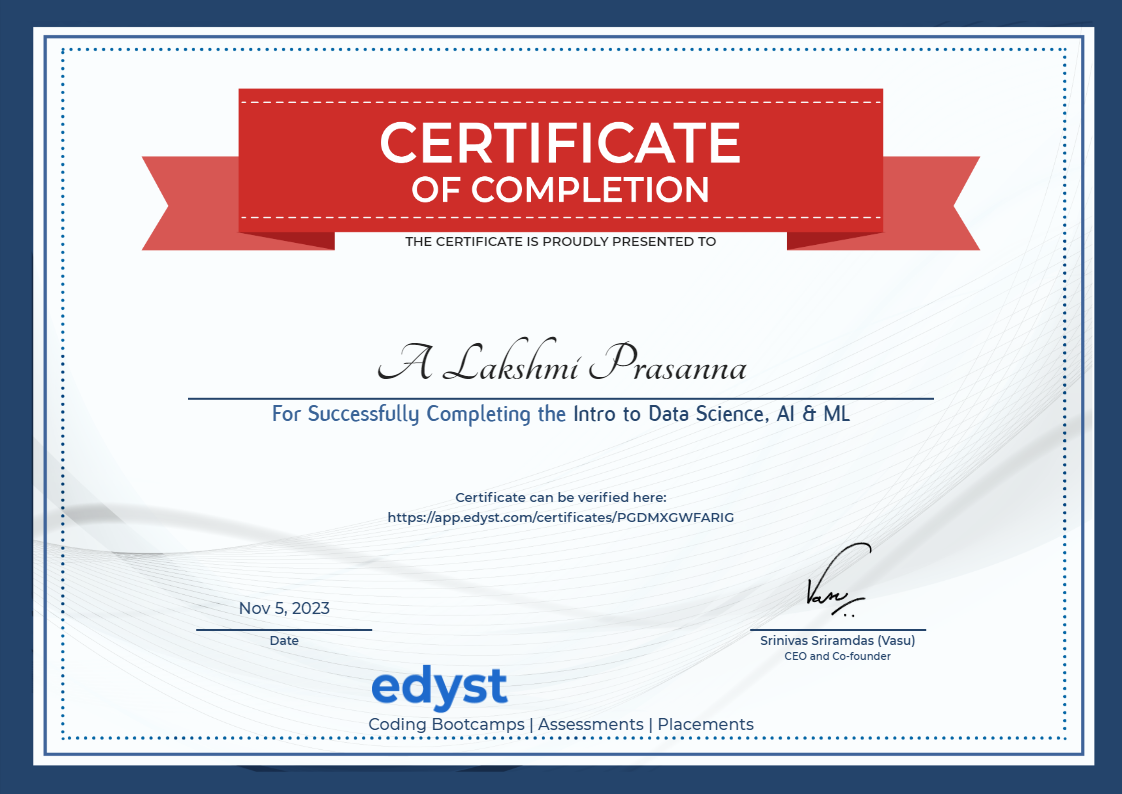 CERTIFICATE
OF COMPLETION
THE CERTIFICATE IS PROUDLY PRESENTED TO
A Lakshmi Prasanna
For Successfully Completing the Intro to Data Science, AI & ML
Certificate can be verified here:
https://app.edyst.com/certificates/PGDMXGWFARIG
Vasu
Nov 5, 2023
Date
Srinivas Sriramdas (Vasu)
CEO and Co-founder
edyst
Coding Bootcamps | Assessments | Placements